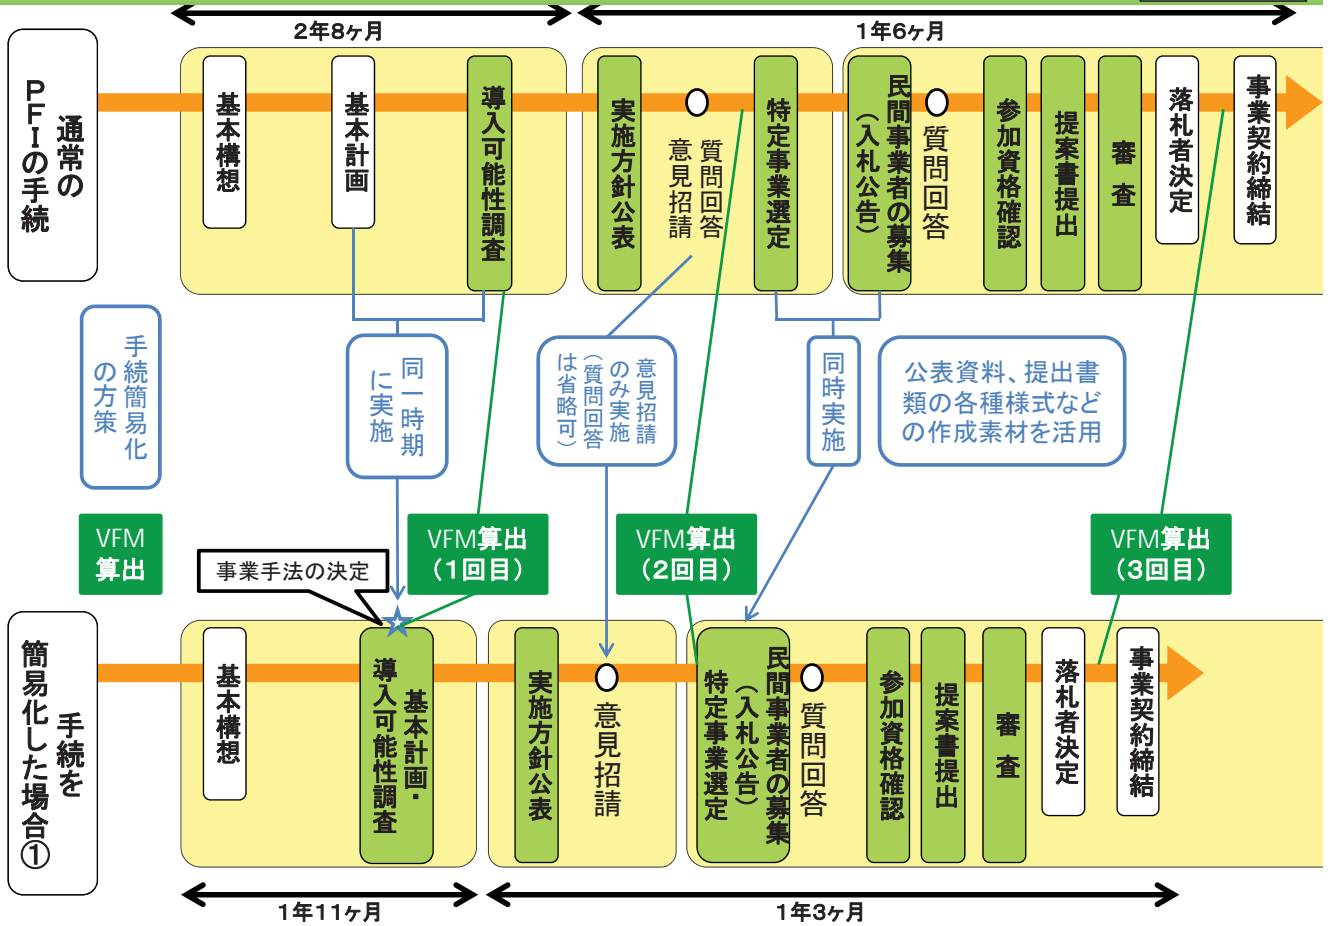 2年8ヶ月
1年6ヶ月
通常の
PFIの手続
基本構想
基本計画
導入可能性調査
実施方針公表
質問回答
意見招請
特定事業選定
民間事業者の募集
（入札公告）
質問回答
参加資格確認
提案書提出
審査
落札者決定
事業契約締結
手続簡易化
の方策
同一時期
に実施
意見招請
のみ実施
（質問回答
は省略可）
同時実施
公表資料、提出書
類の各種様式など
の作成素材を活用
VFM
算出
事業手法の決定
VFM算出
（1回目）
VFM算出
（2回目）
VFM算出
（3回目）
手続を
簡易化した場合①
基本構想
基本計画・
導入可能性調査
実施方針公表
意見招請
民間事業者の募集
（入札公告）
特定事業選定
質問回答
参加資格確認
提案書提出
審査
落札者決定
事業契約締結
1年11ヶ月
1年3ヶ月